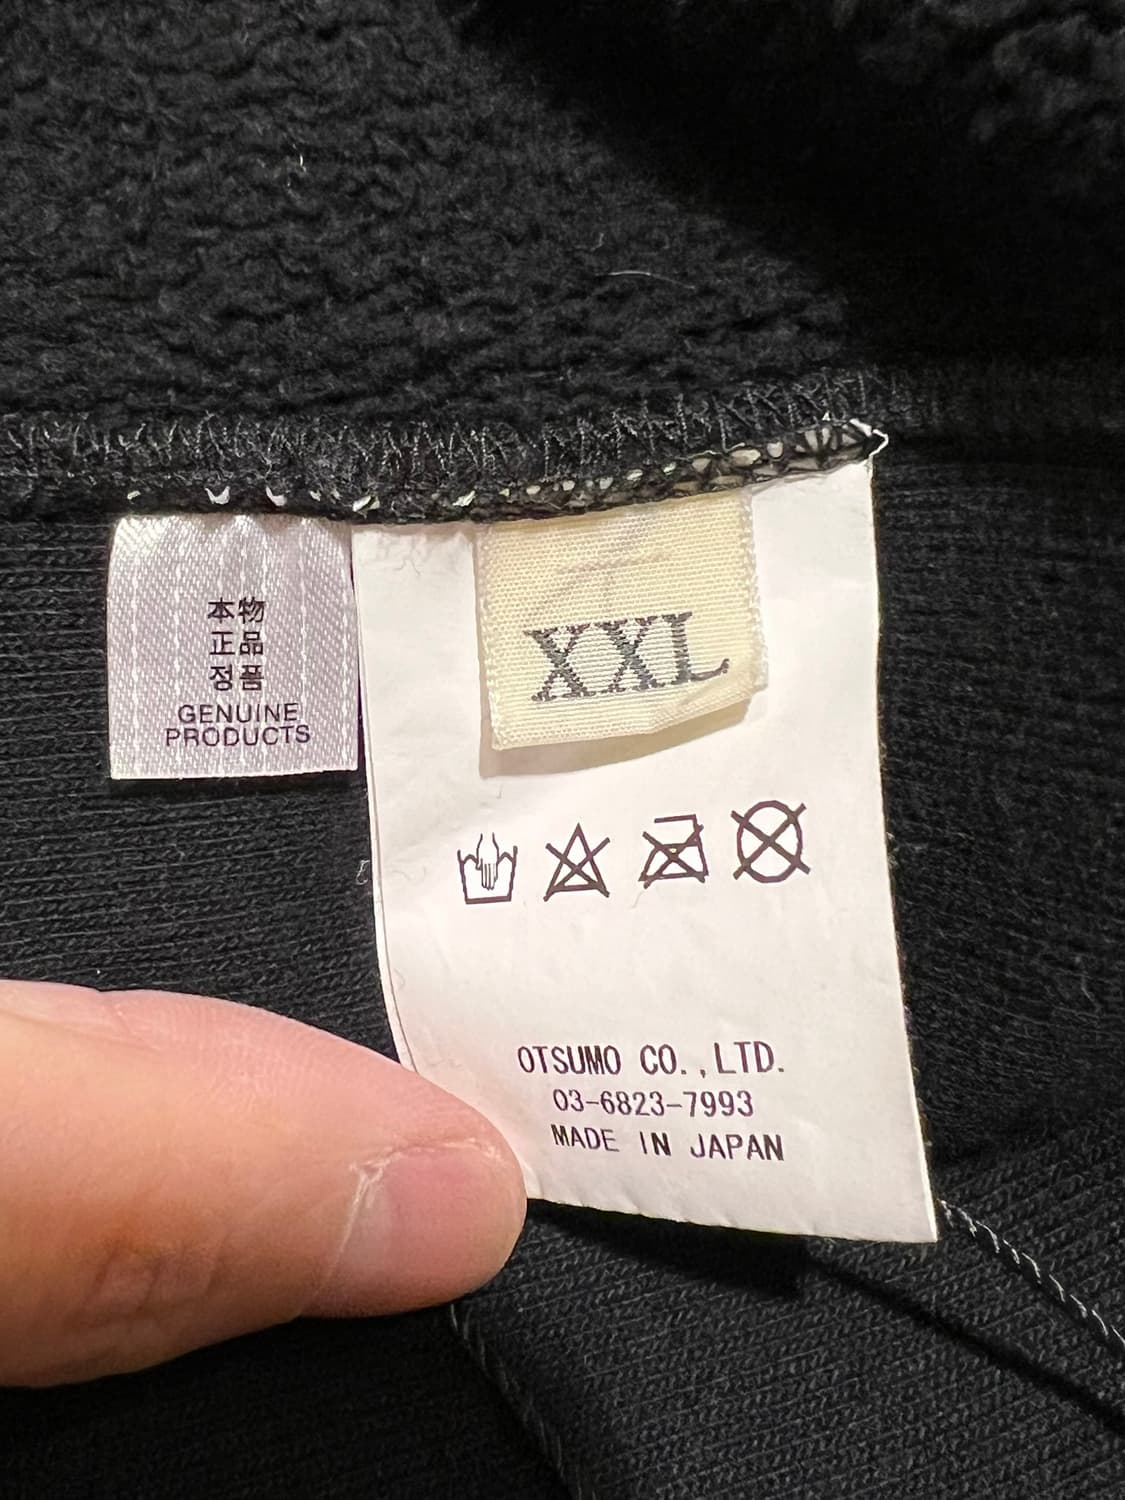 本物
正品
정품
GENUINE
PRODUCTS
XXL
OTSUMO CO.,LTD.
03-6823-7993
MADE IN JAPAN